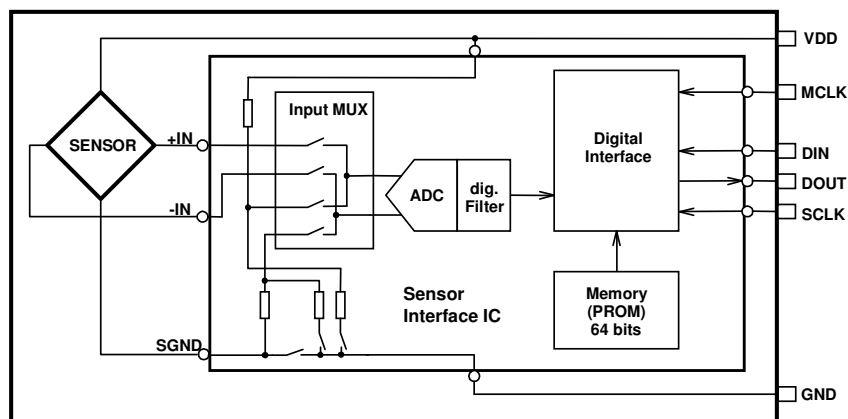 VDD
MCLK
Input MUX
+IN
SENSOR
Digital
Interface
DIN
ADC
dig.
Filter
DOUT
-IN
SCLK
Sensor
Interface IC
Memory
(PROM)
64 bits
SGND
GND